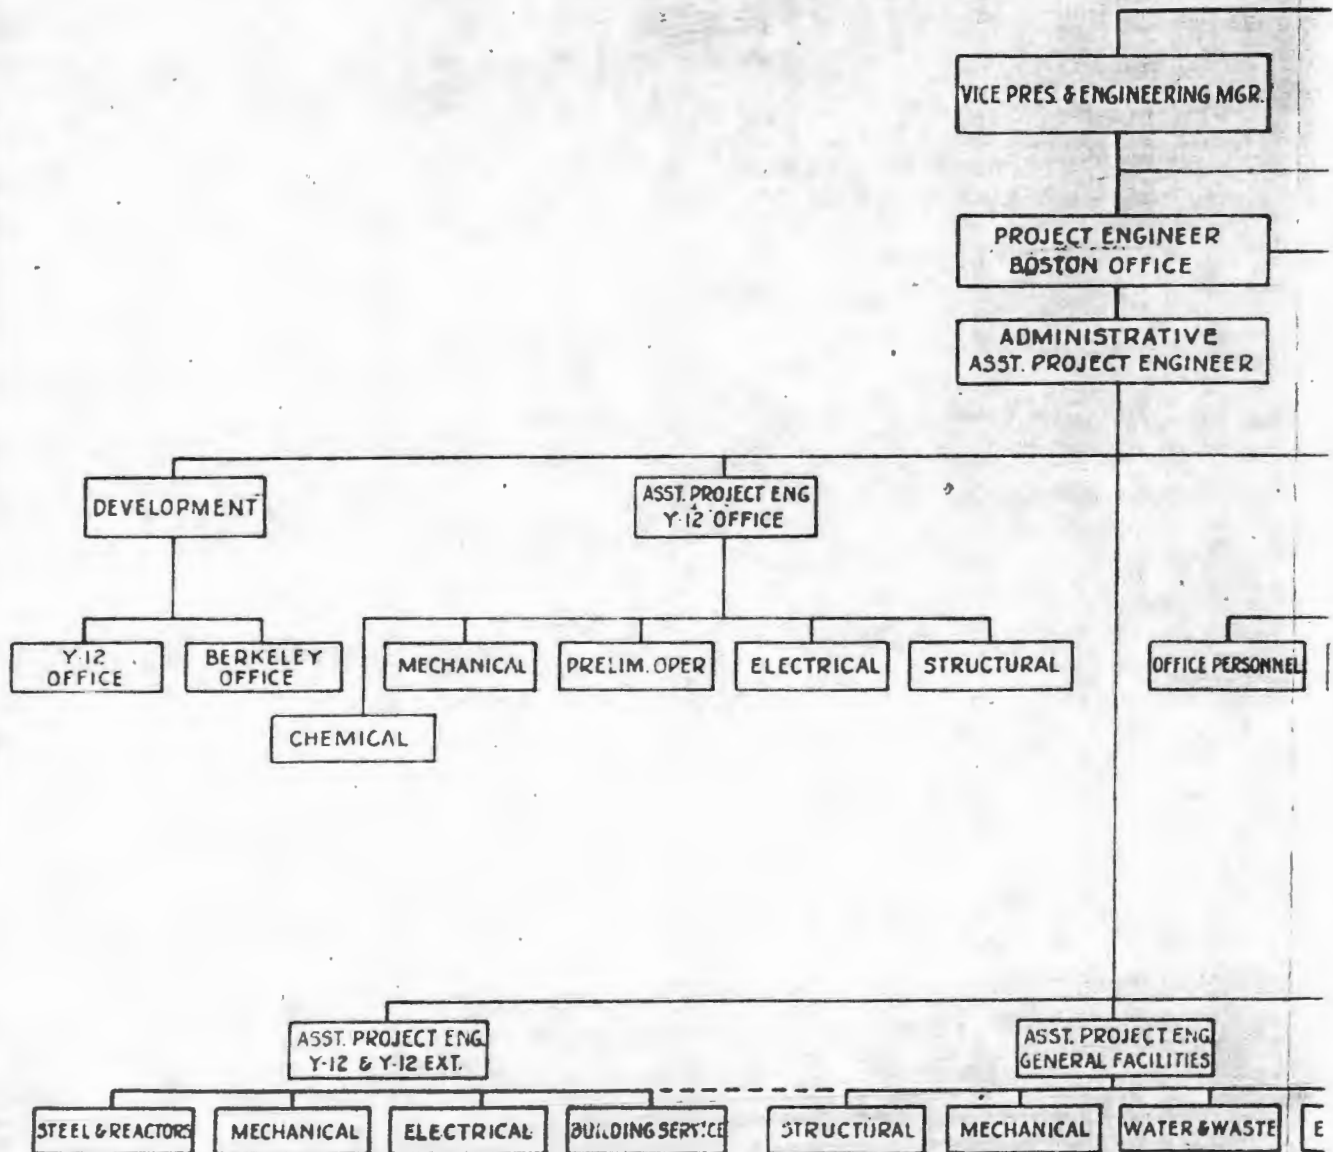 VICE PRES. & ENGINEERING MGR.
PROJECT ENGINEER
BOSTON OFFICE
ADMINISTRATIVE
ASST. PROJECT ENGINEER
DEVELOPMENT
ASST. PROJECT ENG
Y-12 OFFICE
Y-12
OFFICE
BERKELEY
OFFICE
MECHANICAL
PRELIM. OPER
ELECTRICAL
STRUCTURAL
OFFICE PERSONNEL
CHEMICAL
ASST. PROJECT ENG.
Y-12 & Y-12 EXT.
ASST. PROJECT ENG
GENERAL FACILITIES
STEEL & REACTORS
MECHANICAL
ELECTRICAL
BUILDING SERVICE
STRUCTURAL
MECHANICAL
WATER & WASTE
E